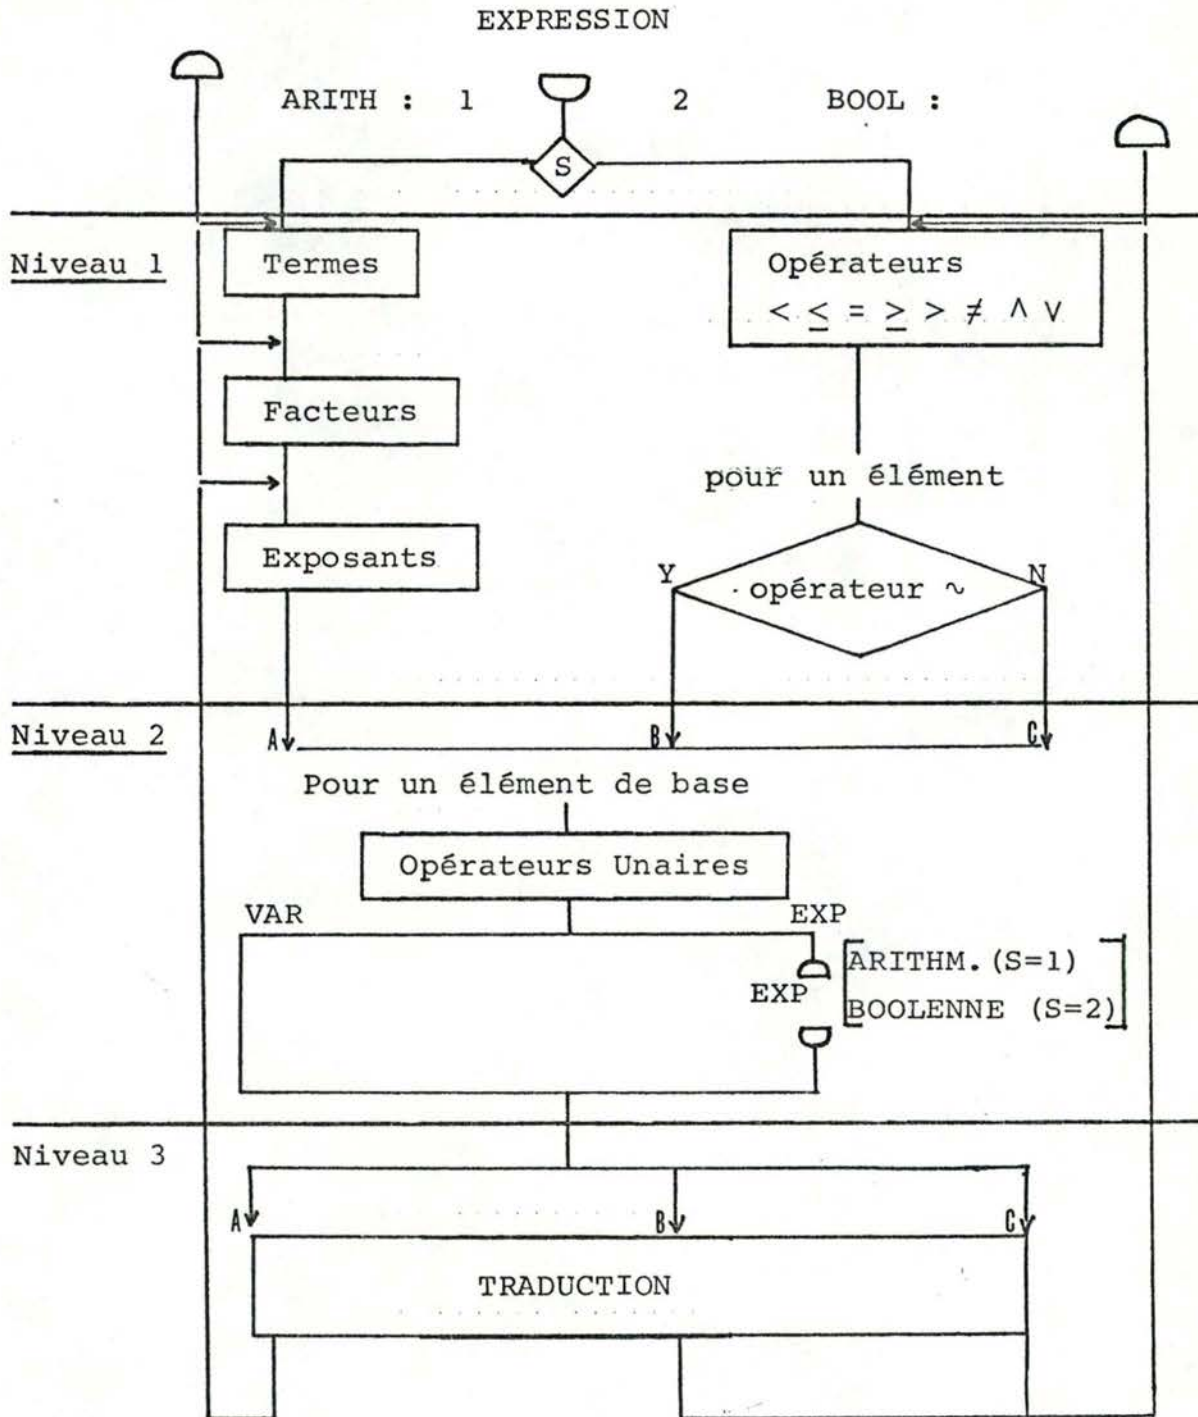 EXPRESSION
ARITH : 1 2 BOOL :
S
Niveau 1
Termes
Opérateurs
< ≤ = ≥ > ≠ ∧ ∨
Facteurs
pour un élément
Exposants
Y opérateur ~ N
Niveau 2
A B C
Pour un élément de base
Opérateurs Unaires
VAR EXP
ARITHM. (S=1)
EXP
BOOLENNE (S=2)
Niveau 3
A B C
TRADUCTION